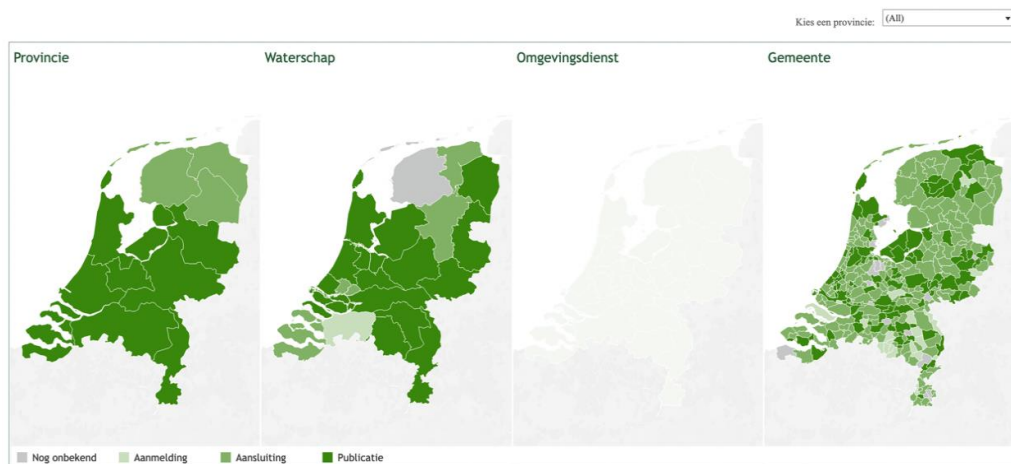 Kies een provincie: (All)
Provincie Waterschap Omgevingsdienst Gemeente
Nog onbekend Aanmelding Aansluiting Publicatie